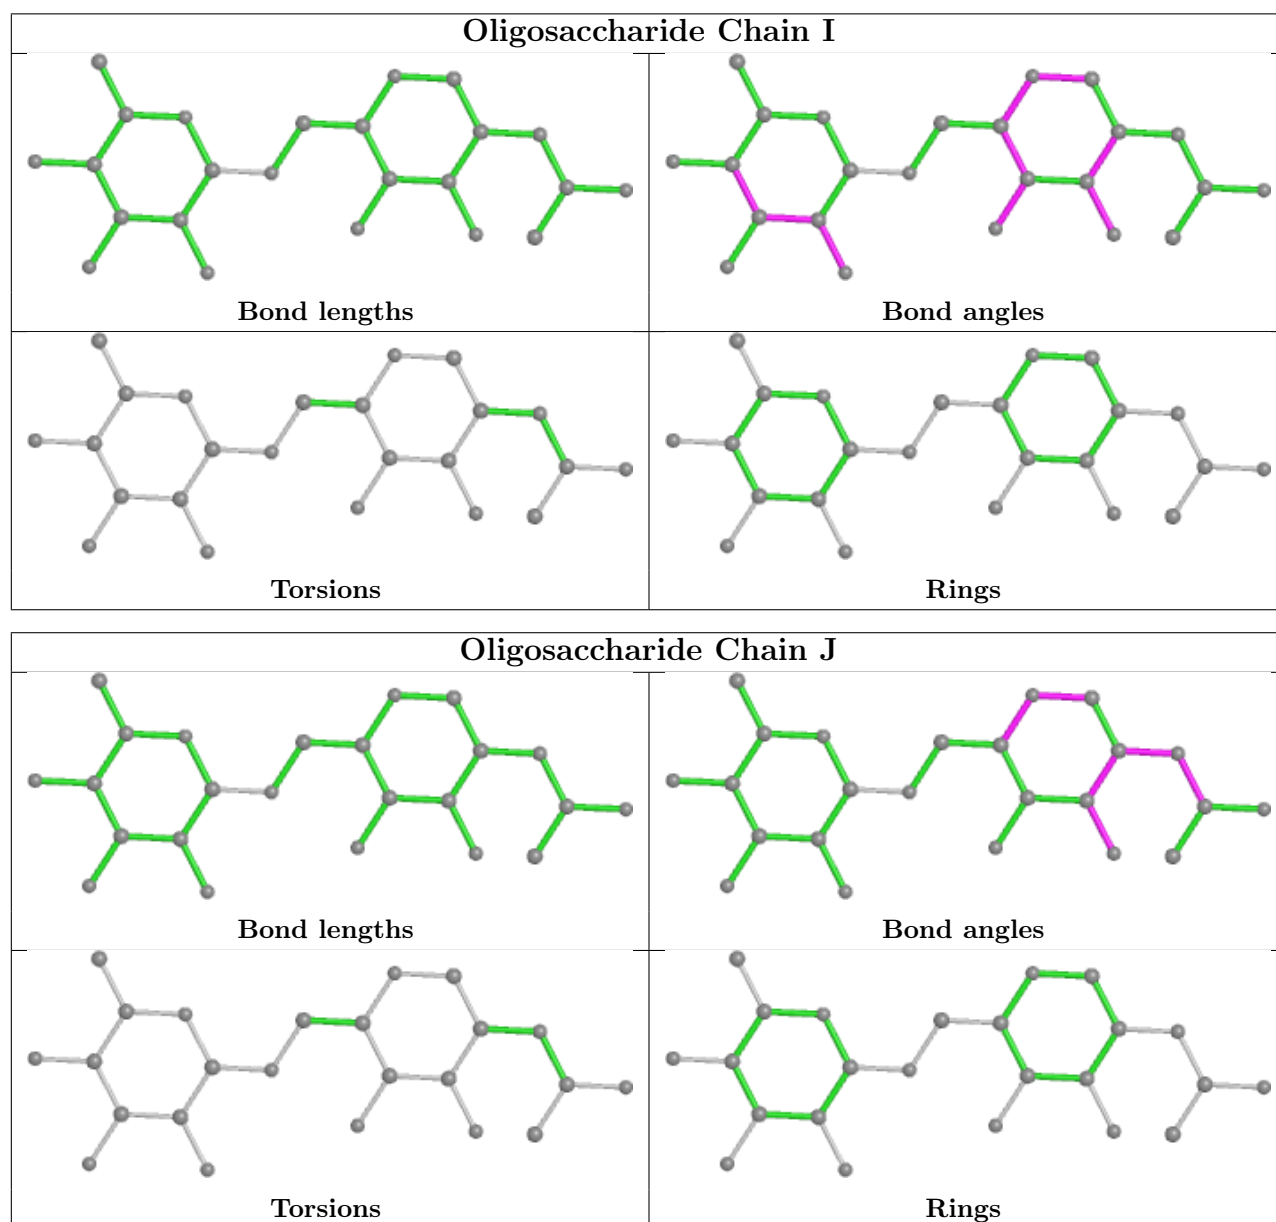 Oligosaccharide Chain I
Bond lengths
Bond angles
Torsions
Rings
Oligosaccharide Chain J
Bond lengths
Bond angles
Torsions
Rings